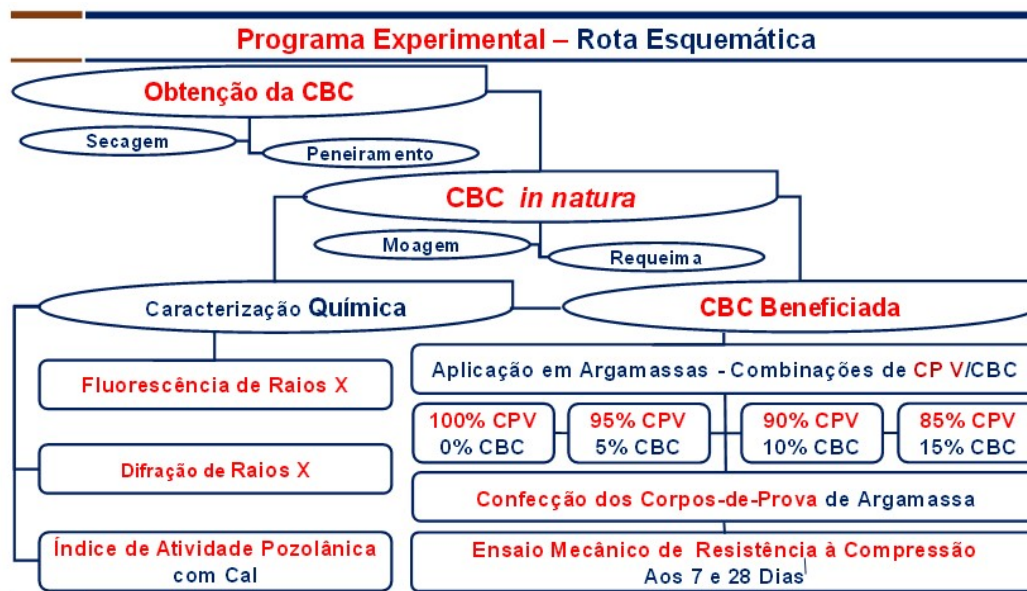 Programa Experimental – Rota Esquemática
Obtenção da CBC
Secagem
Peneiramento
CBC in natura
Moagem
Requeima
Caracterização Química
CBC Beneficiada
Fluorescência de Raios X
Difração de Raios X
Índice de Atividade Pozolânica
com Cal
Aplicação em Argamassas - Combinações de CP V/CBC
100% CPV
0% CBC
95% CPV
5% CBC
90% CPV
10% CBC
85% CPV
15% CBC
Confecção dos Corpos-de-Prova de Argamassa
Ensaio Mecânico de Resistência à Compressão
Aos 7 e 28 Dias